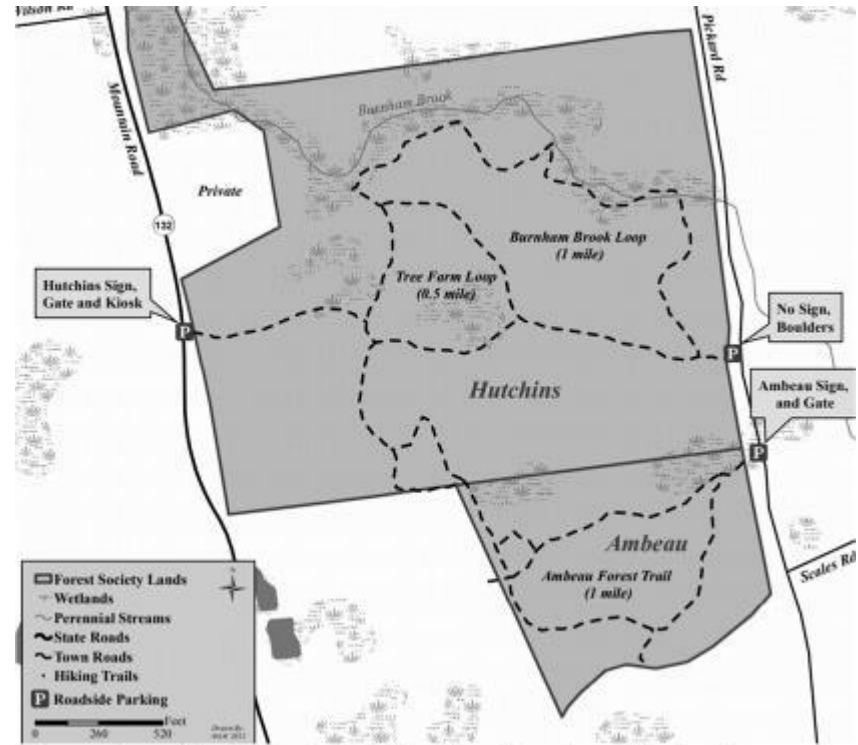 Wilson Rd
Pickard Rd
Mountain Road
Burnham Brook
Private
132
Burnham Brook Loop
(1 mile)
Tree Farm Loop
(0.5 mile)
Hutchins Sign,
Gate and Kiosk
P
No Sign,
Boulders
P
Hutchins
Ambeau Sign,
and Gate
P
Ambeau
Ambeau Forest Trail
(1 mile)
Scales Rd
Forest Society Lands
Wetlands
Perennial Streams
State Roads
Town Roads
Hiking Trails
P Roadside Parking
Feet
0 260 520